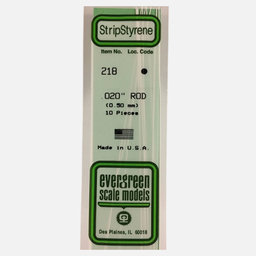 StripStyrene
Item No. Loc. Code
218
.020" ROD
(0.50 mm)
10 Pieces
Made in U.S.A.
evergreen
scale models
Des Plaines, IL 60018